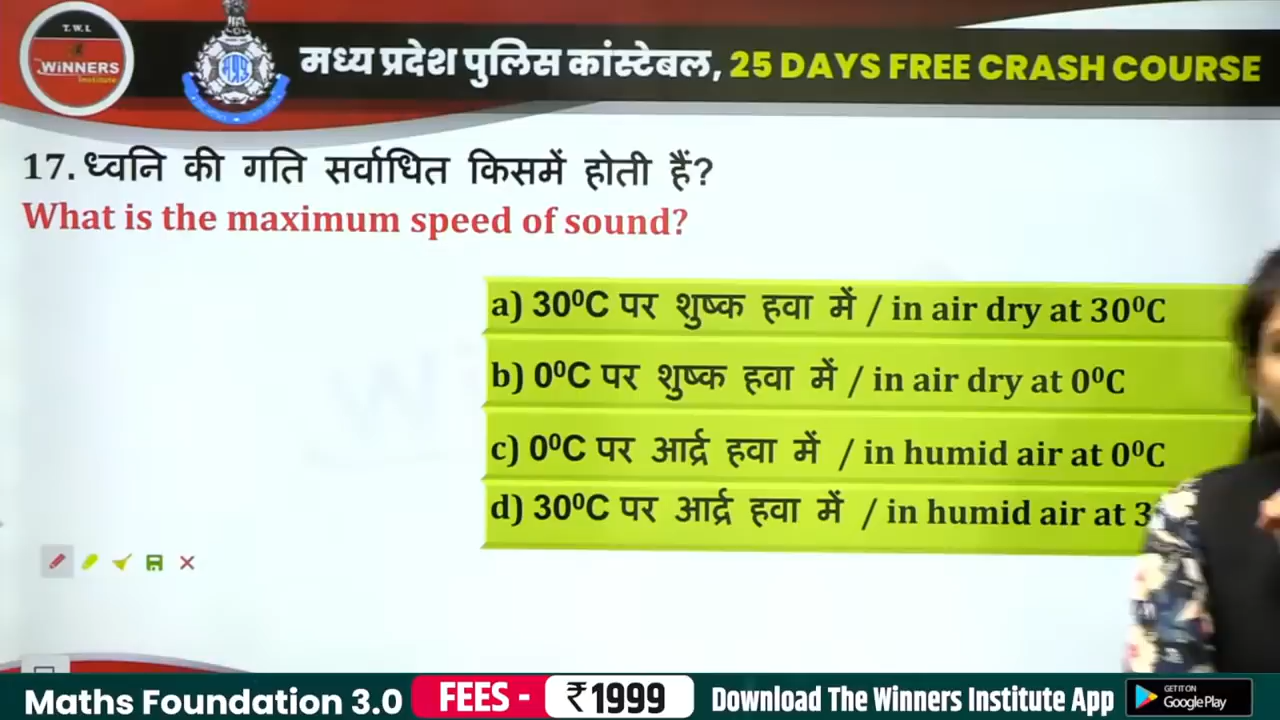 T.W.I.
WiNNERS
Institute
मध्य प्रदेश पुलिस कांस्टेबल, 25 DAYS FREE CRASH COURSE
17. ध्वनि की गति सर्वाधित किसमें होती हैं?
What is the maximum speed of sound?
a) 30⁰C पर शुष्क हवा में / in air dry at 30⁰C
b) 0⁰C पर शुष्क हवा में / in air dry at 0⁰C
c) 0⁰C पर आर्द्र हवा में / in humid air at 0⁰C
d) 30⁰C पर आर्द्र हवा में / in humid air at 3
Maths Foundation 3.0 FEES - ₹1999 Download The Winners Institute App GET IT ON Google Play